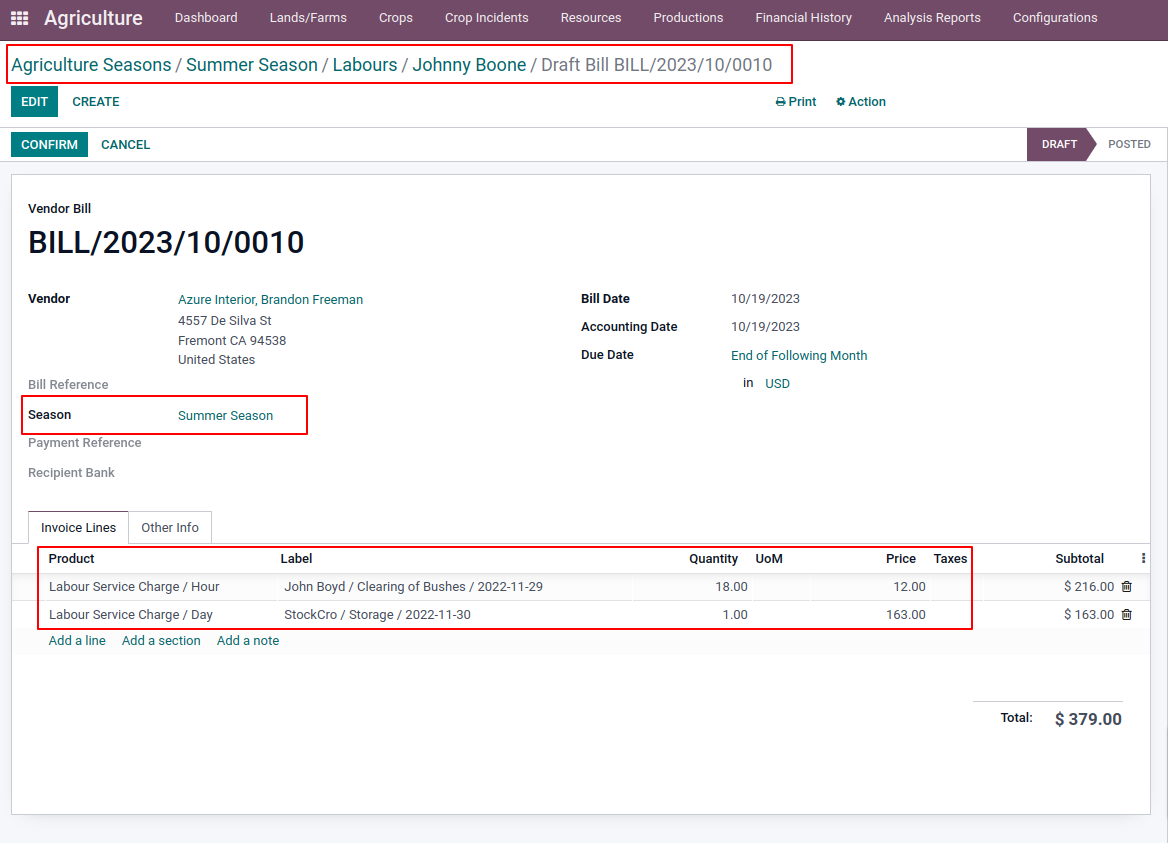 Agriculture Dashboard Lands/Farms Crops Crop Incidents Resources Productions Financial History Analysis Reports Configurations
Agriculture Seasons / Summer Season / Labours / Johnny Boone / Draft Bill BILL/2023/10/0010
EDIT CREATE Print Action
CONFIRM CANCEL DRAFT POSTED
Vendor Bill
BILL/2023/10/0010
Vendor Azure Interior, Brandon Freeman
4557 De Silva St
Fremont CA 94538
United States
Bill Reference
Season Summer Season
Payment Reference
Recipient Bank
Bill Date 10/19/2023
Accounting Date 10/19/2023
Due Date End of Following Month
in USD
Invoice Lines Other Info
Product Label Quantity UoM Price Taxes Subtotal
Labour Service Charge / Hour John Boyd / Clearing of Bushes / 2022-11-29 18.00 12.00 $ 216.00
Labour Service Charge / Day StockCro / Storage / 2022-11-30 1.00 163.00 $ 163.00
Add a line Add a section Add a note
Total: $ 379.00